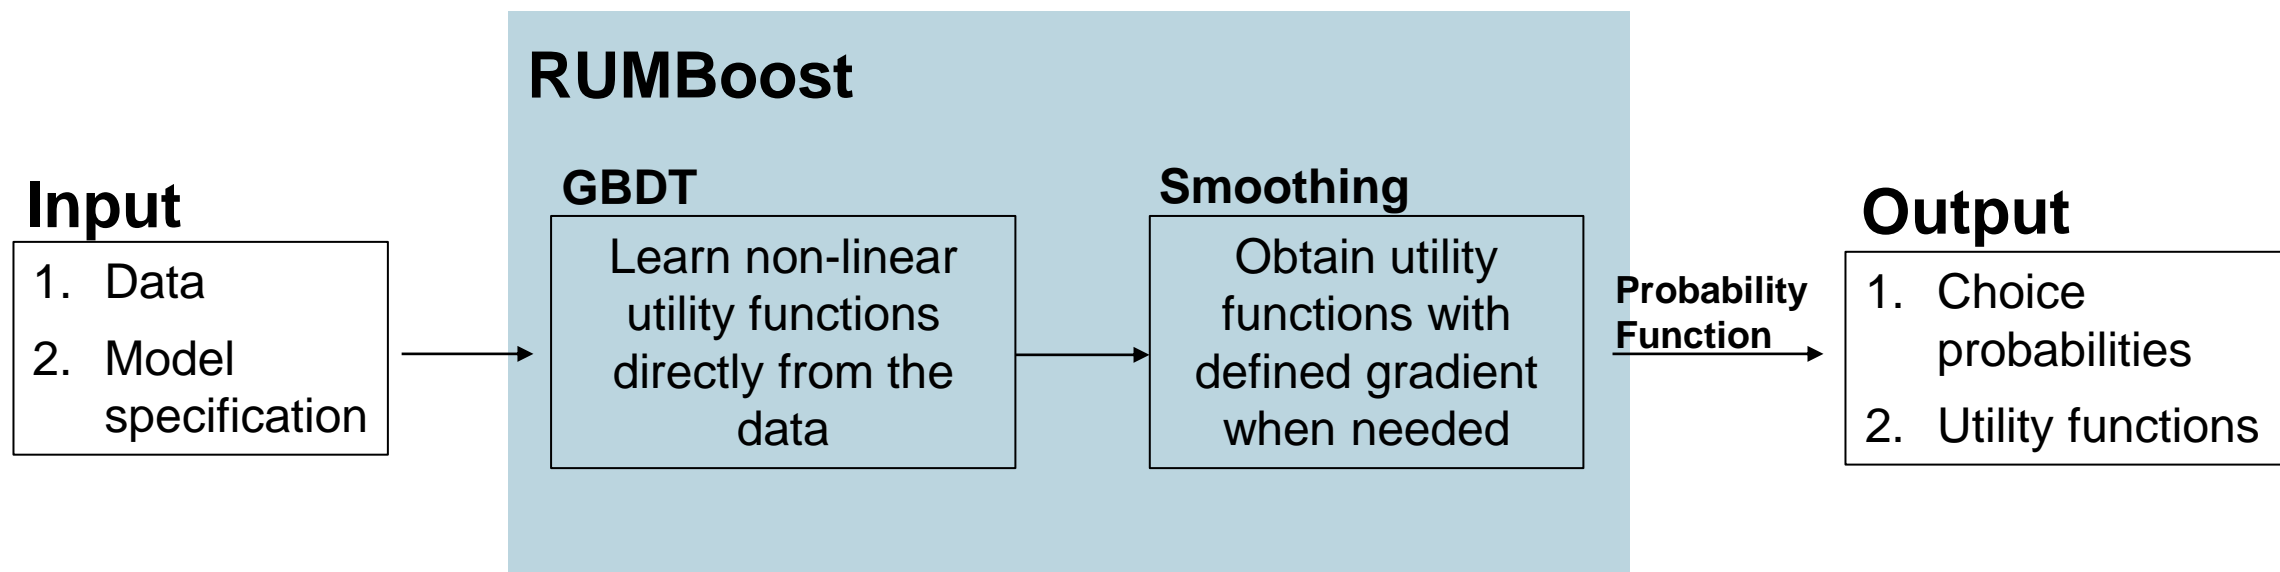 RUMBoost
Input
1. Data
2. Model
specification
GBDT
Learn non-linear
utility functions
directly from the
data
Smoothing
Obtain utility
functions with
defined gradient
when needed
Probability
Function
Output
1. Choice
probabilities
2. Utility functions